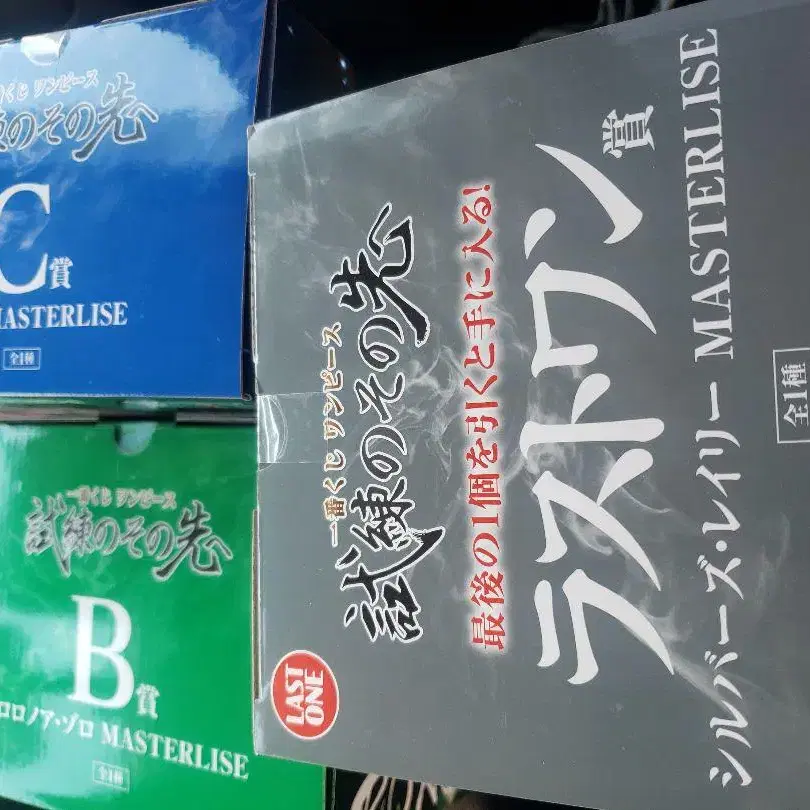 一番くじ ワンピース
試練のその先
最後の1個を引くと手に入る!
ラストワン賞
シルバーズ・レイリー MASTERLISE
全1種
LAST
ONE
くじ ワンピース
練のその先
C賞
MASTERLISE
全1種
一番くじ ワンピース
試練のその先
B賞
ロロノア・ゾロ MASTERLISE
全1種